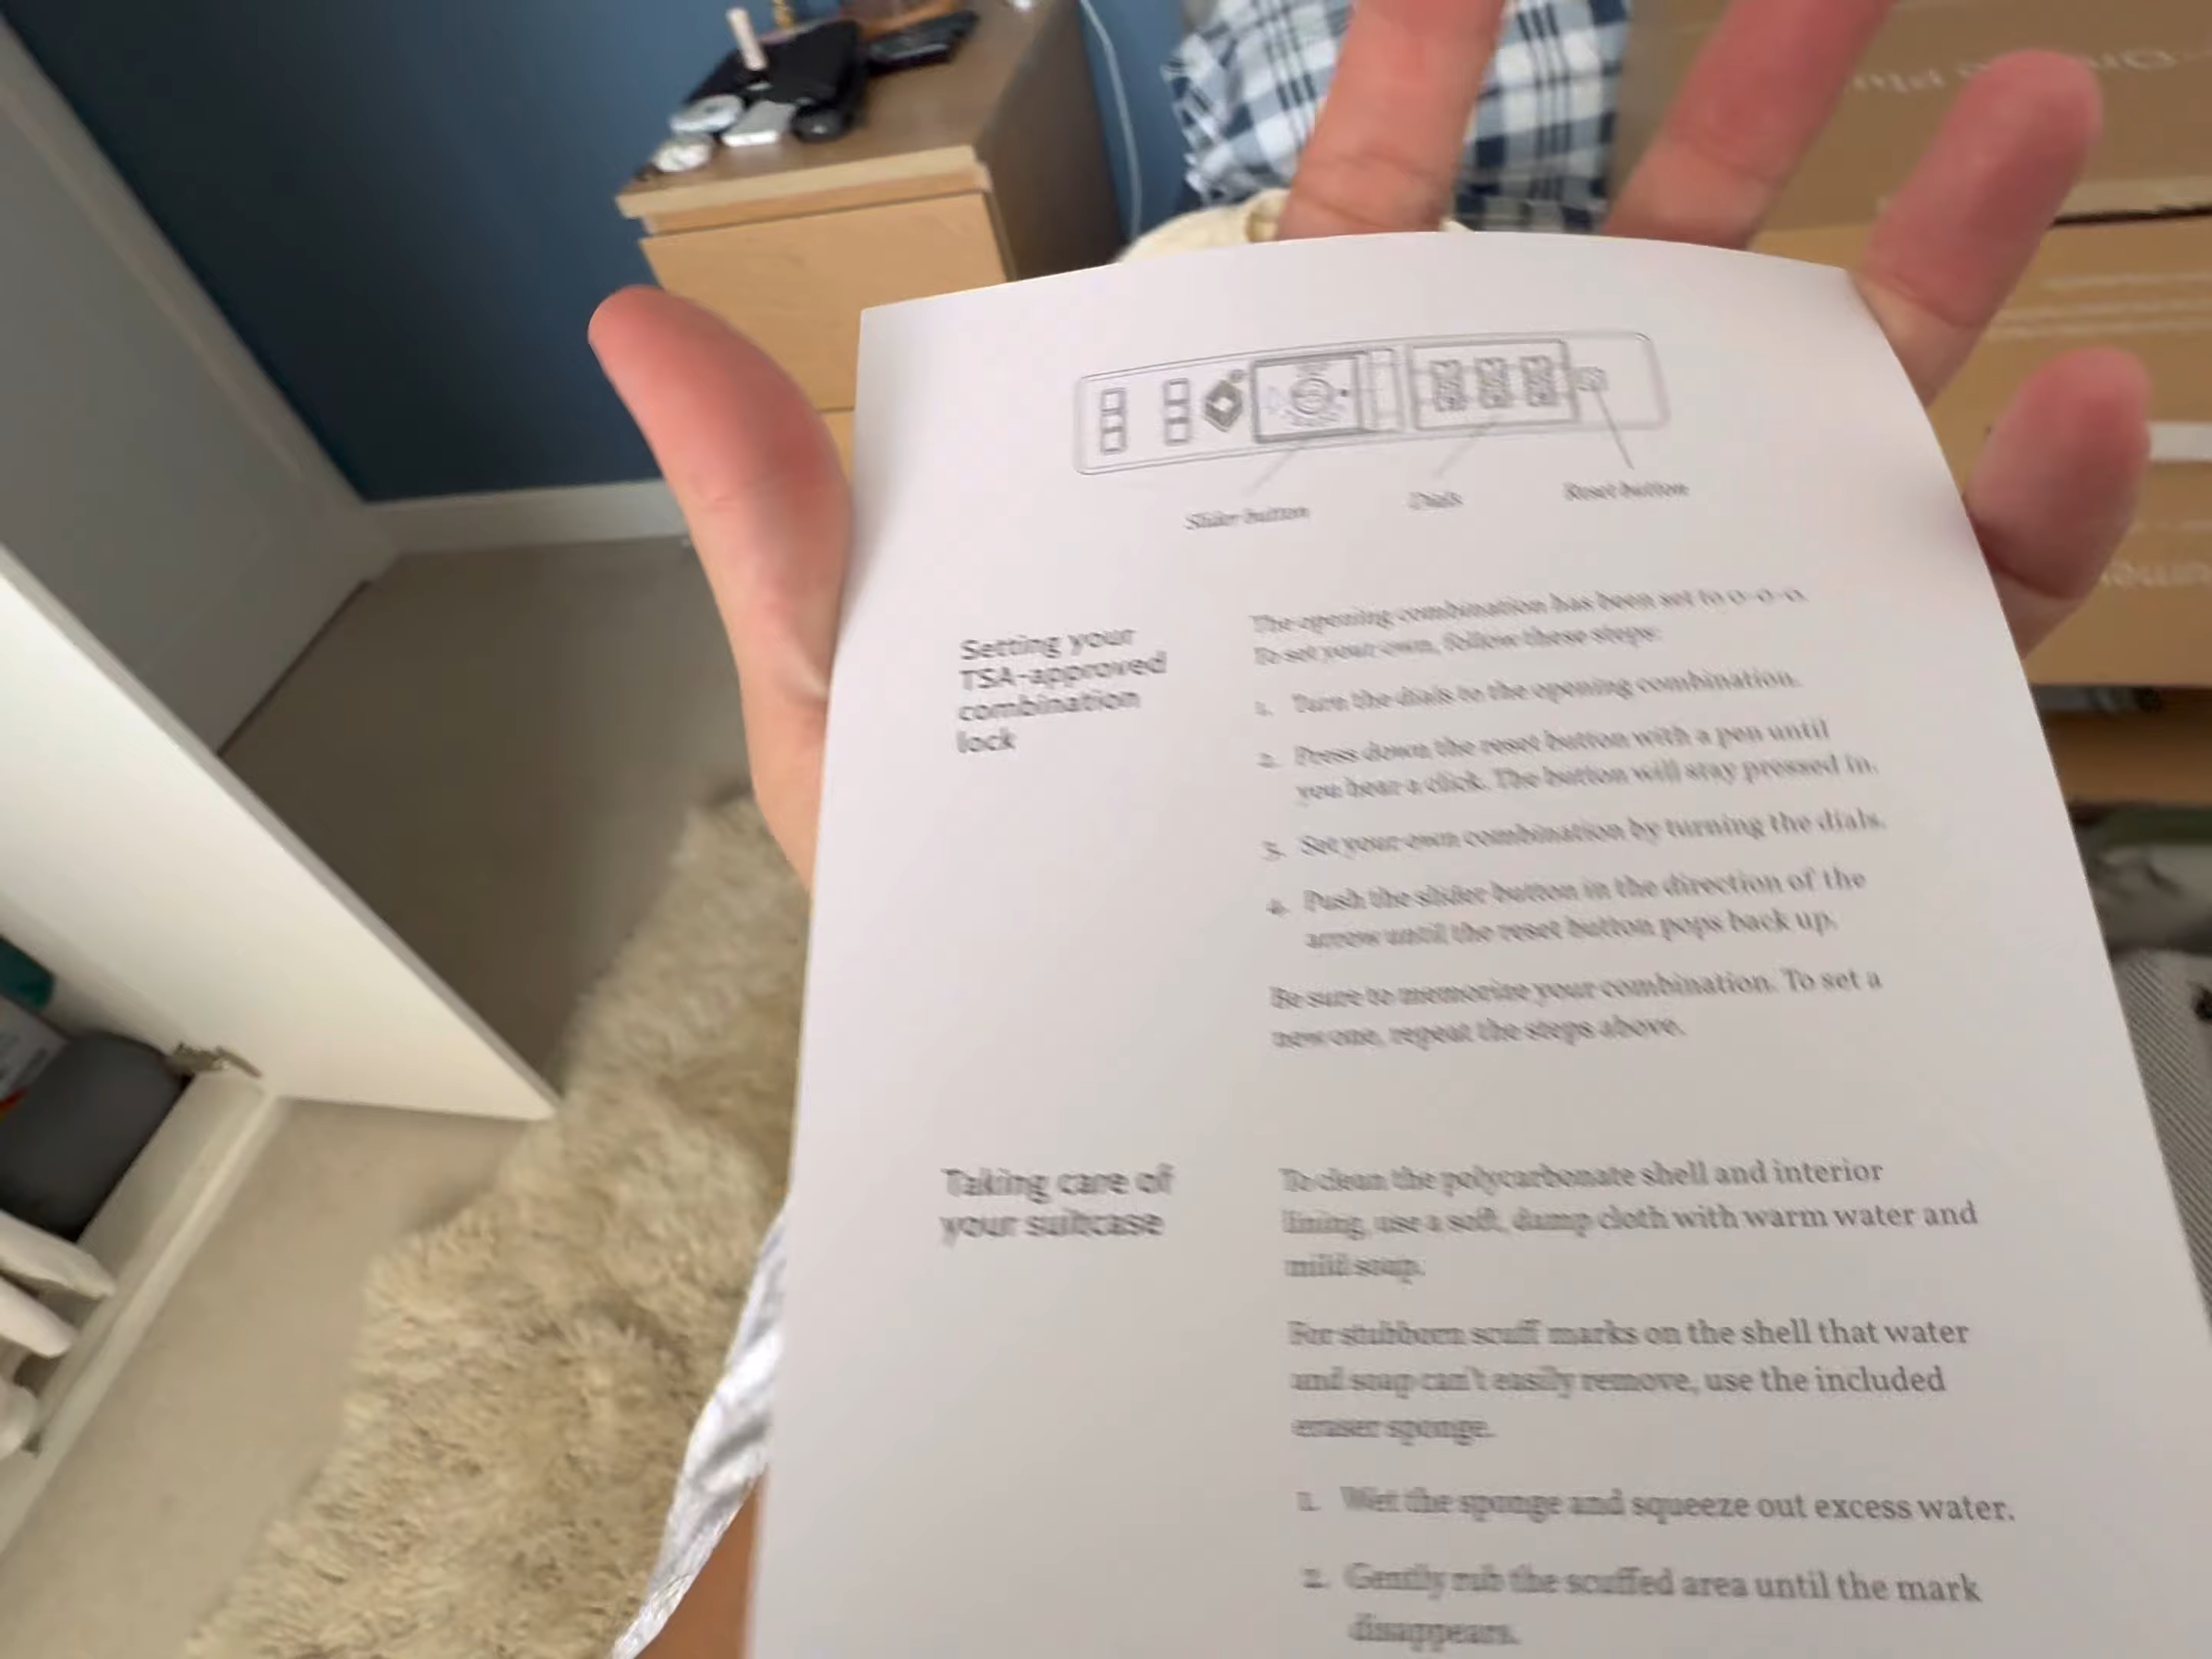 Slider button
Dials
Reset button
Setting your
TSA-approved
combination
lock
The opening combination has been set to 0-0-0.
To set your own, follow these steps:
1. Turn the dials to the opening combination.
2. Press down the reset button with a pen until
you hear a click. The button will stay pressed in.
3. Set your own combination by turning the dials.
4. Push the slider button in the direction of the
arrow until the reset button pops back up.
Be sure to memorize your combination. To set a
new one, repeat the steps above.
Taking care of
your suitcase
To clean the polycarbonate shell and interior
lining, use a soft, damp cloth with warm water and
mild soap.
For stubborn scuff marks on the shell that water
and soap can't easily remove, use the included
eraser sponge.
1. Wet the sponge and squeeze out excess water.
2. Gently rub the scuffed area until the mark
disappears.